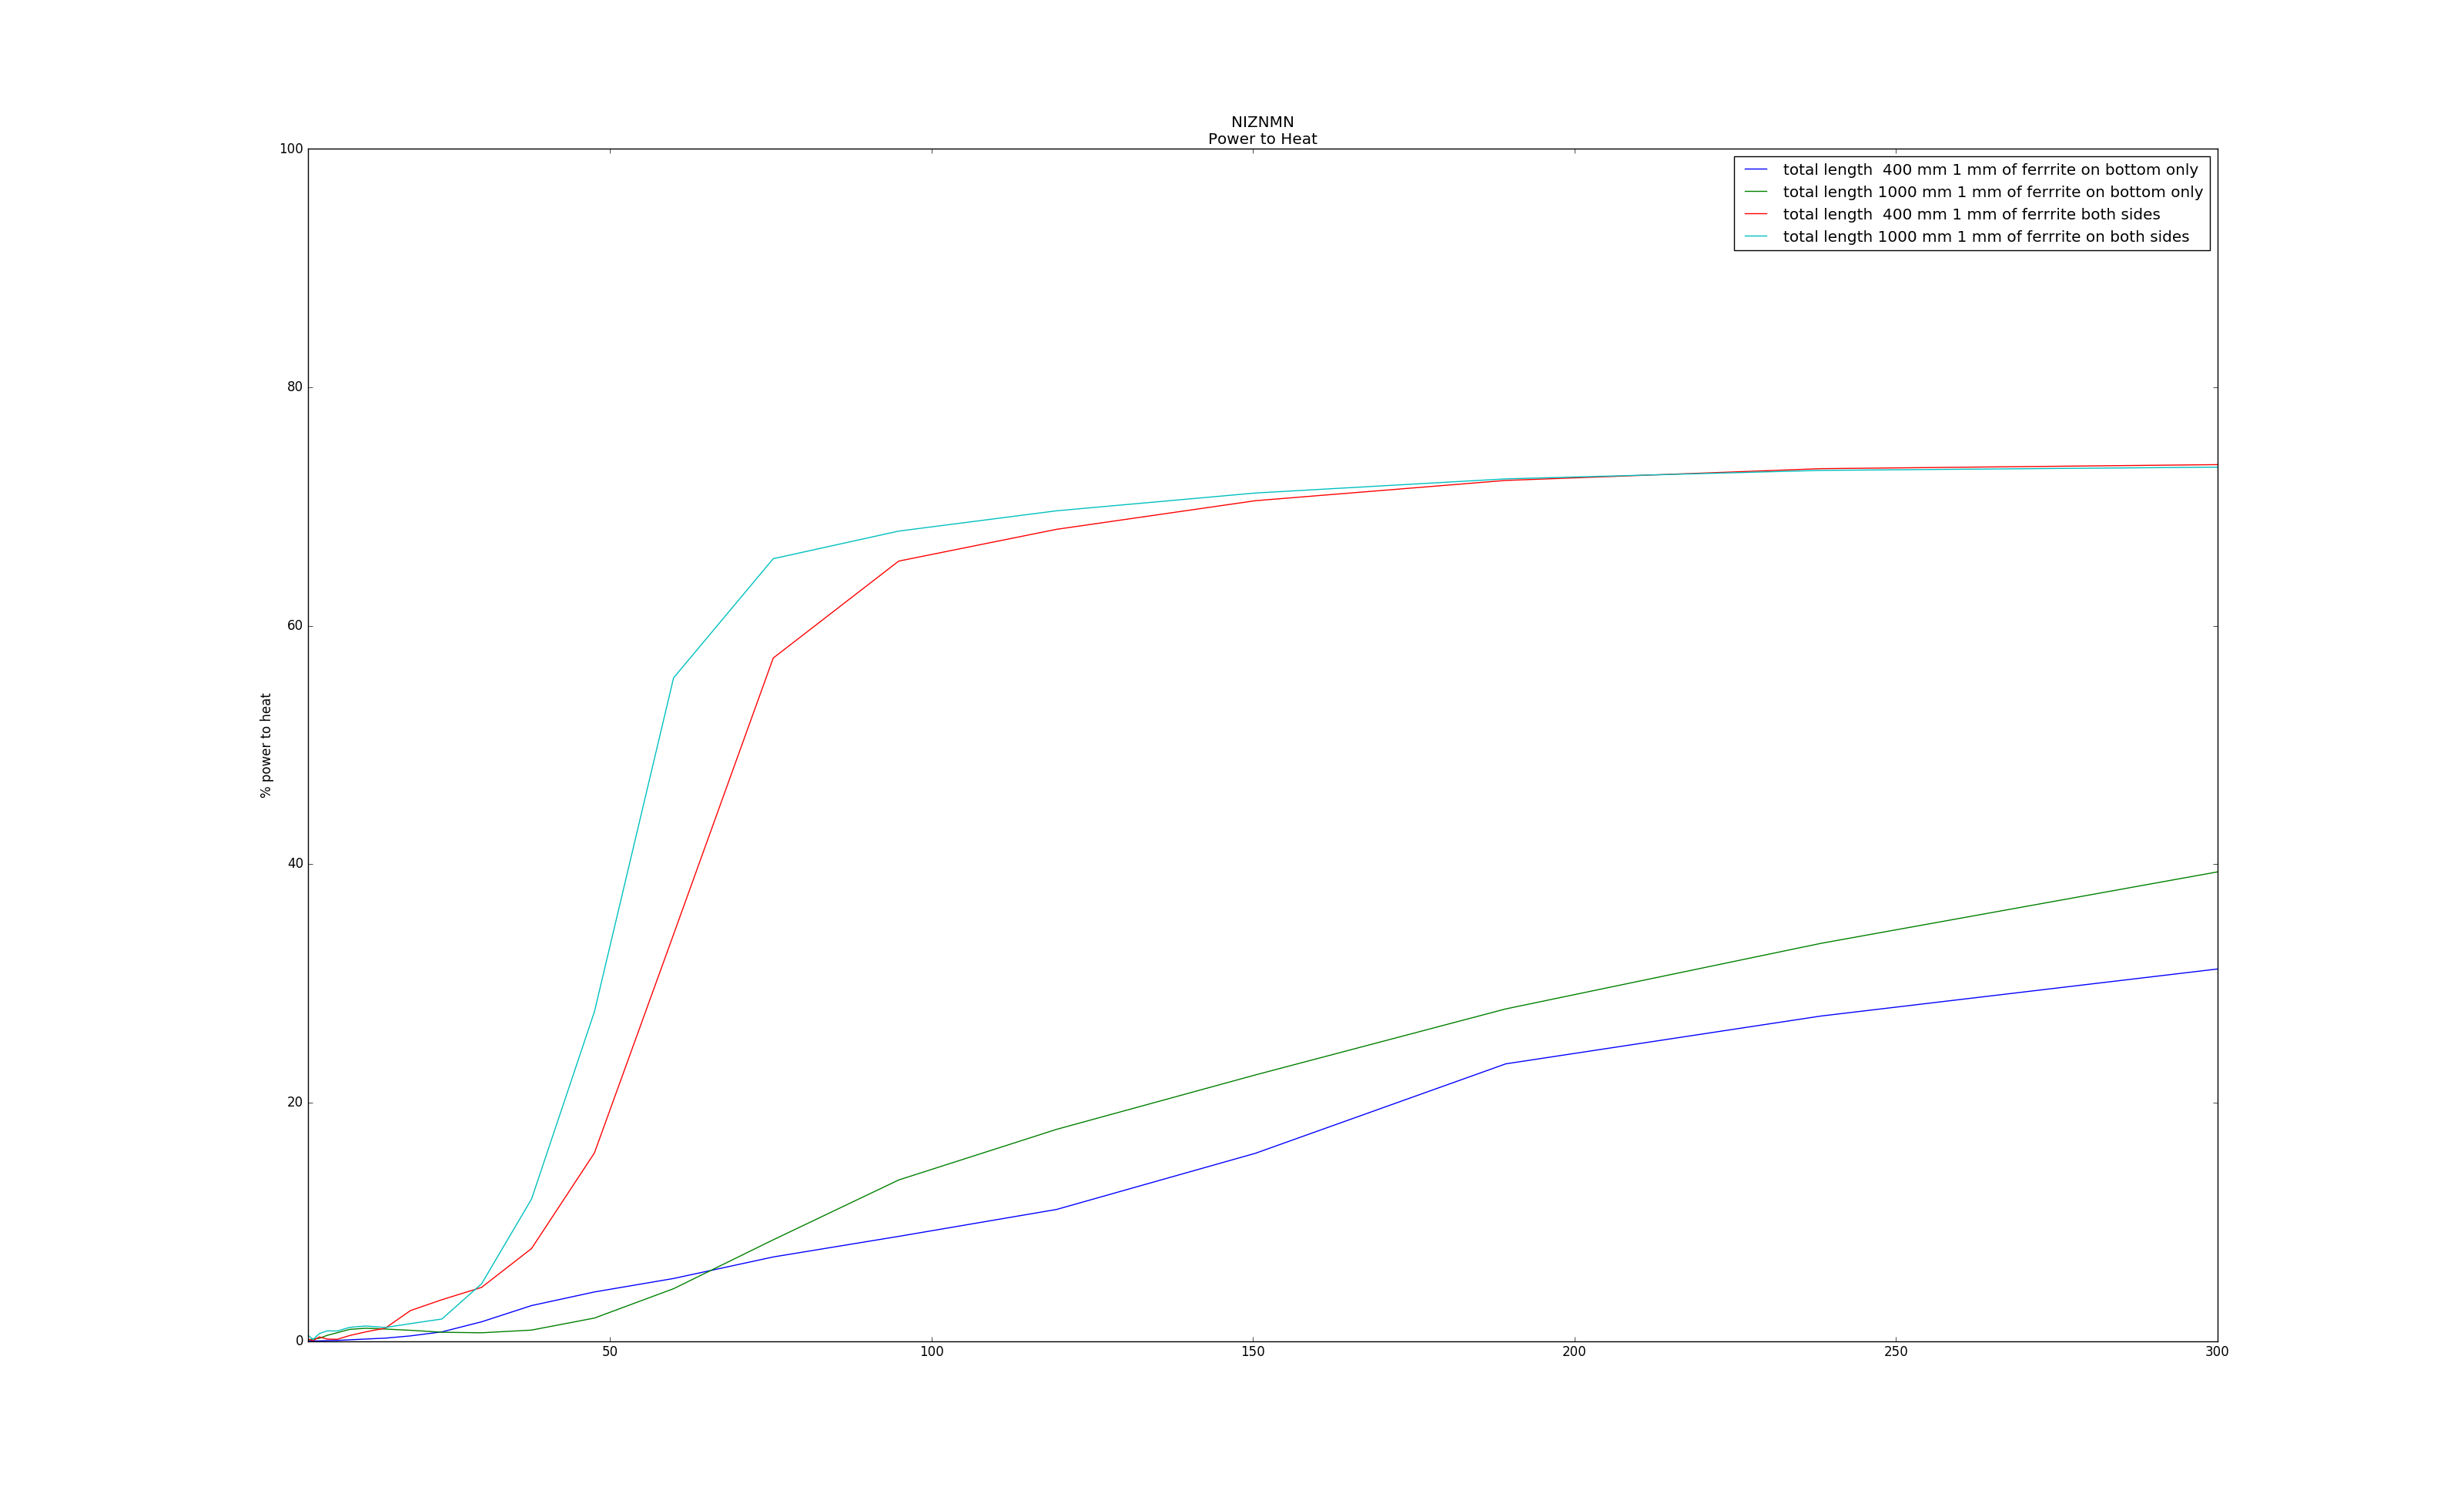 NIZNMN
Power to Heat
total length  400 mm 1 mm of ferrrite on bottom only
total length 1000 mm 1 mm of ferrrite on bottom only
total length  400 mm 1 mm of ferrrite both sides
total length 1000 mm 1 mm of ferrrite on both sides
% power to heat
100
80
60
40
20
0
50
100
150
200
250
300